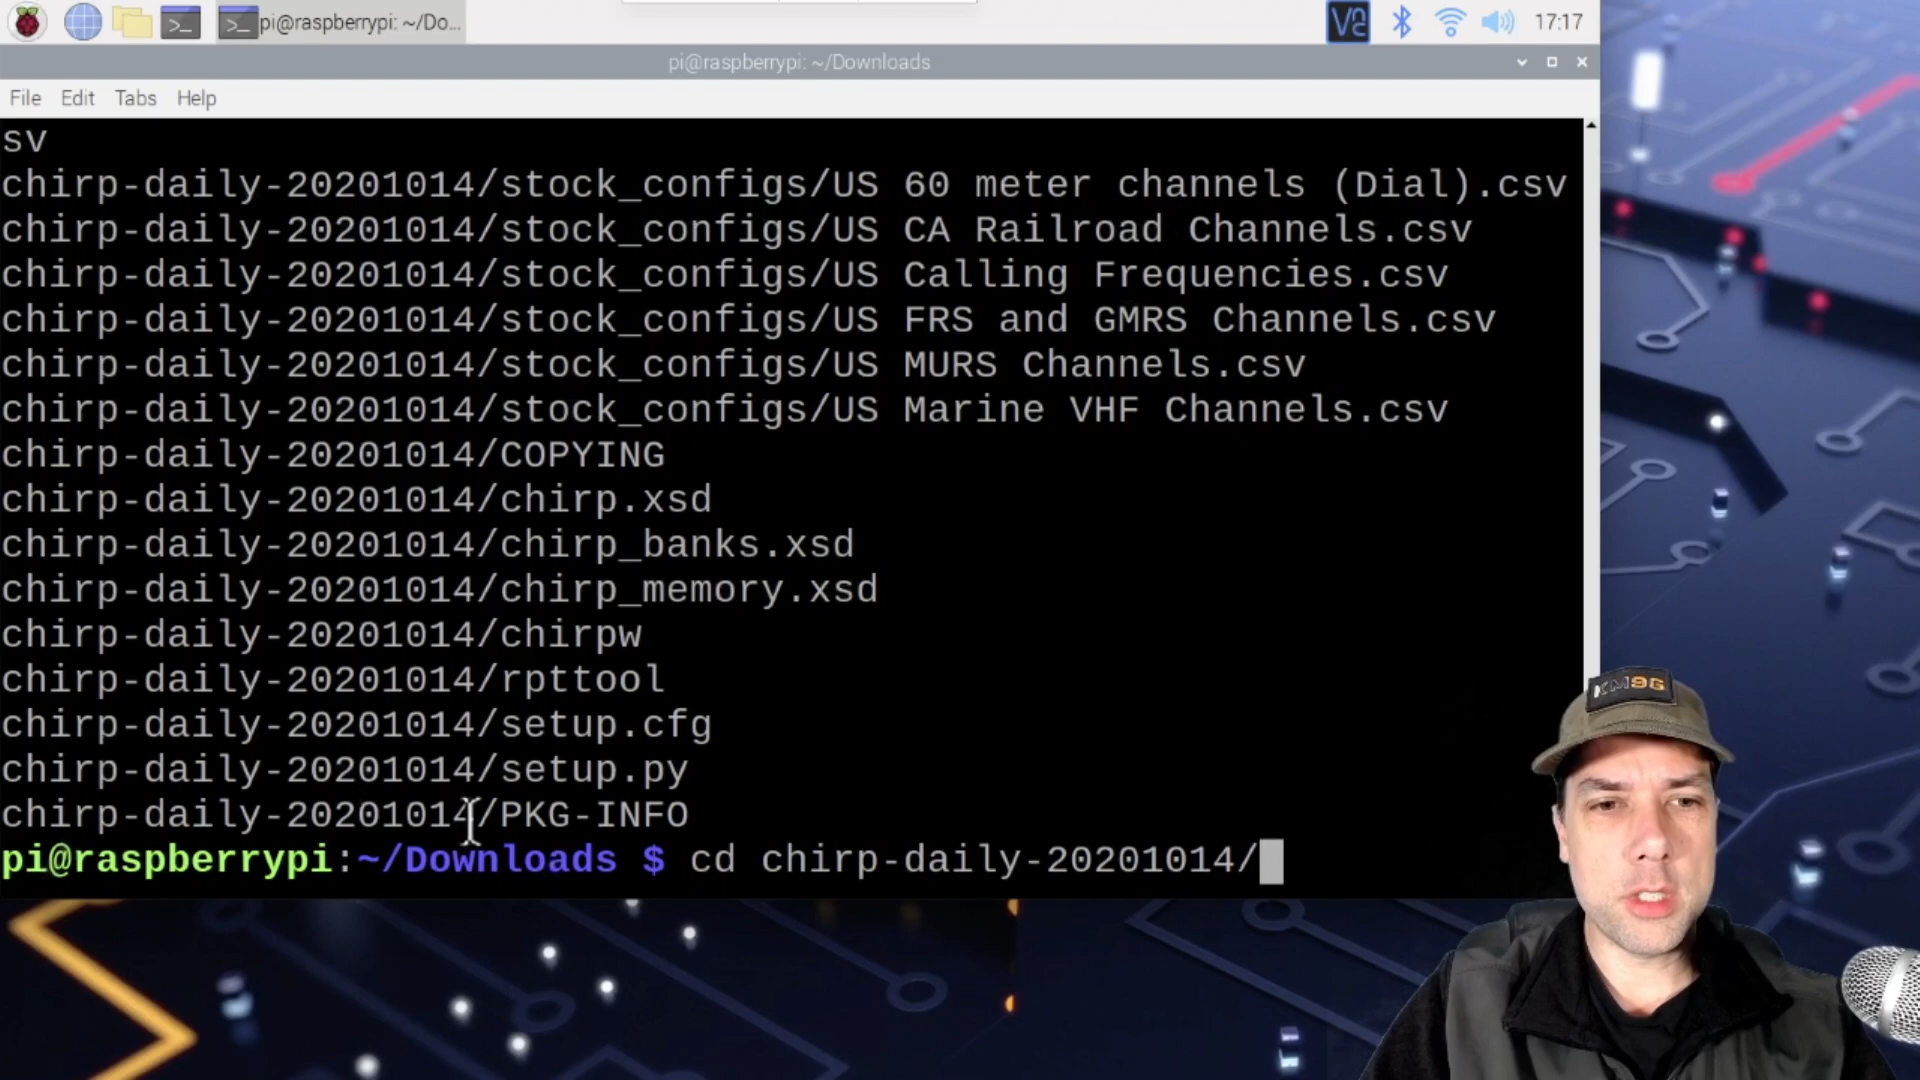 pi@raspberrypi: ~/Do...
17:17
pi@raspberrypi: ~/Downloads
File Edit Tabs Help
sv
chirp-daily-20201014/stock_configs/US 60 meter channels (Dial).csv
chirp-daily-20201014/stock_configs/US CA Railroad Channels.csv
chirp-daily-20201014/stock_configs/US Calling Frequencies.csv
chirp-daily-20201014/stock_configs/US FRS and GMRS Channels.csv
chirp-daily-20201014/stock_configs/US MURS Channels.csv
chirp-daily-20201014/stock_configs/US Marine VHF Channels.csv
chirp-daily-20201014/COPYING
chirp-daily-20201014/chirp.xsd
chirp-daily-20201014/chirp_banks.xsd
chirp-daily-20201014/chirp_memory.xsd
chirp-daily-20201014/chirpw
chirp-daily-20201014/rpttool
chirp-daily-20201014/setup.cfg
chirp-daily-20201014/setup.py
chirp-daily-20201014/PKG-INFO
pi@raspberrypi:~/Downloads $ cd chirp-daily-20201014/
KM9G